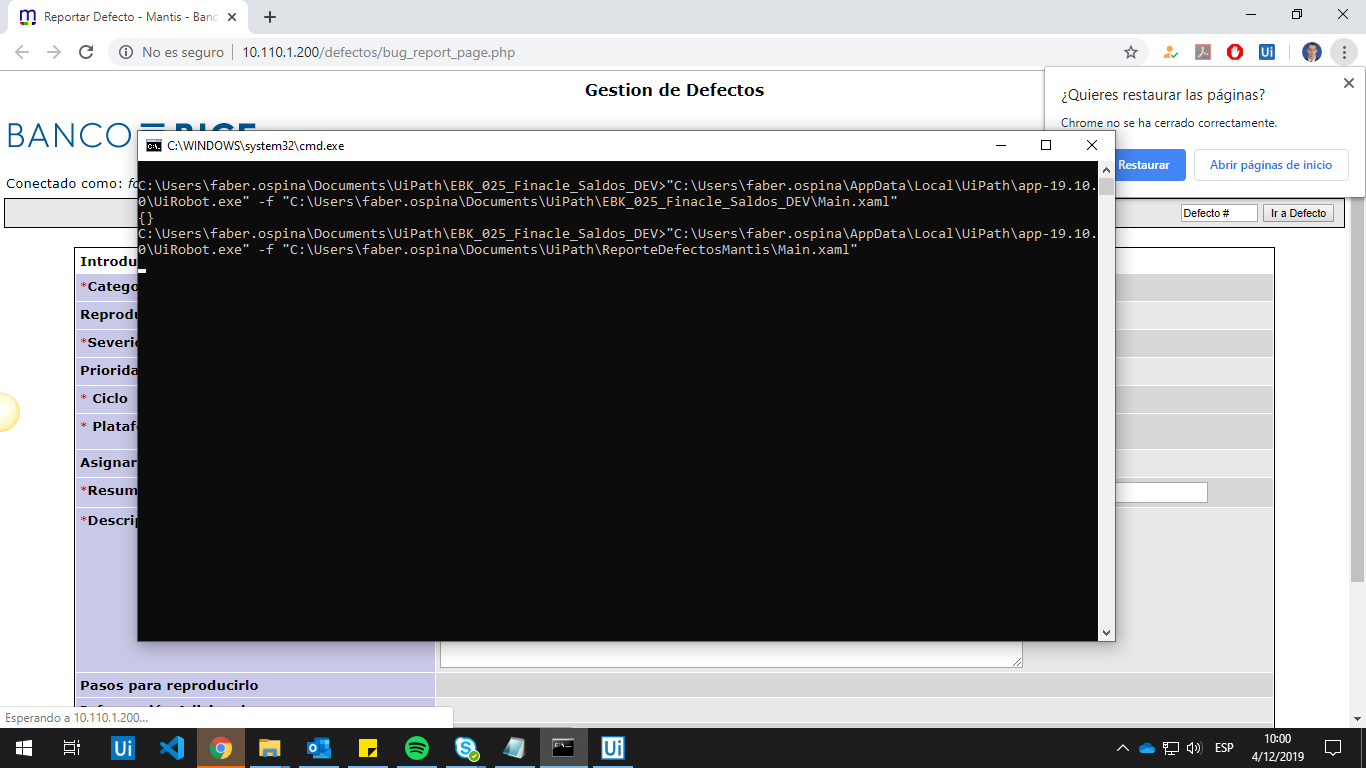 Reportar Defecto - Mantis - Banc
No es seguro
10.110.1.200/defectos/bug_report_page.php
Ui
¿Quieres restaurar las páginas?
Chrome no se ha cerrado correctamente.
Restaurar
Abrir páginas de inicio
Gestion de Defectos
BANCO
Conectado como:
Defecto #
Ir a Defecto
C:\WINDOWS\system32\cmd.exe
C:\Users\faber.ospina\Documents\UiPath\EBK_025_Finacle_Saldos_DEV>"C:\Users\faber.ospina\AppData\Local\UiPath\app-19.10.
0\UiRobot.exe" -f "C:\Users\faber.ospina\Documents\UiPath\EBK_025_Finacle_Saldos_DEV\Main.xaml"
{}
C:\Users\faber.ospina\Documents\UiPath\EBK_025_Finacle_Saldos_DEV>"C:\Users\faber.ospina\AppData\Local\UiPath\app-19.10.
0\UiRobot.exe" -f "C:\Users\faber.ospina\Documents\UiPath\ReporteDefectosMantis\Main.xaml"
Introdu
*Catego
Reprodu
*Severid
Priorida
* Ciclo
* Platafo
Asignar
*Resum
*Descrip
Pasos para reproducirlo
Esperando a 10.110.1.200...
Ui
Ui
ESP
10:00
4/12/2019